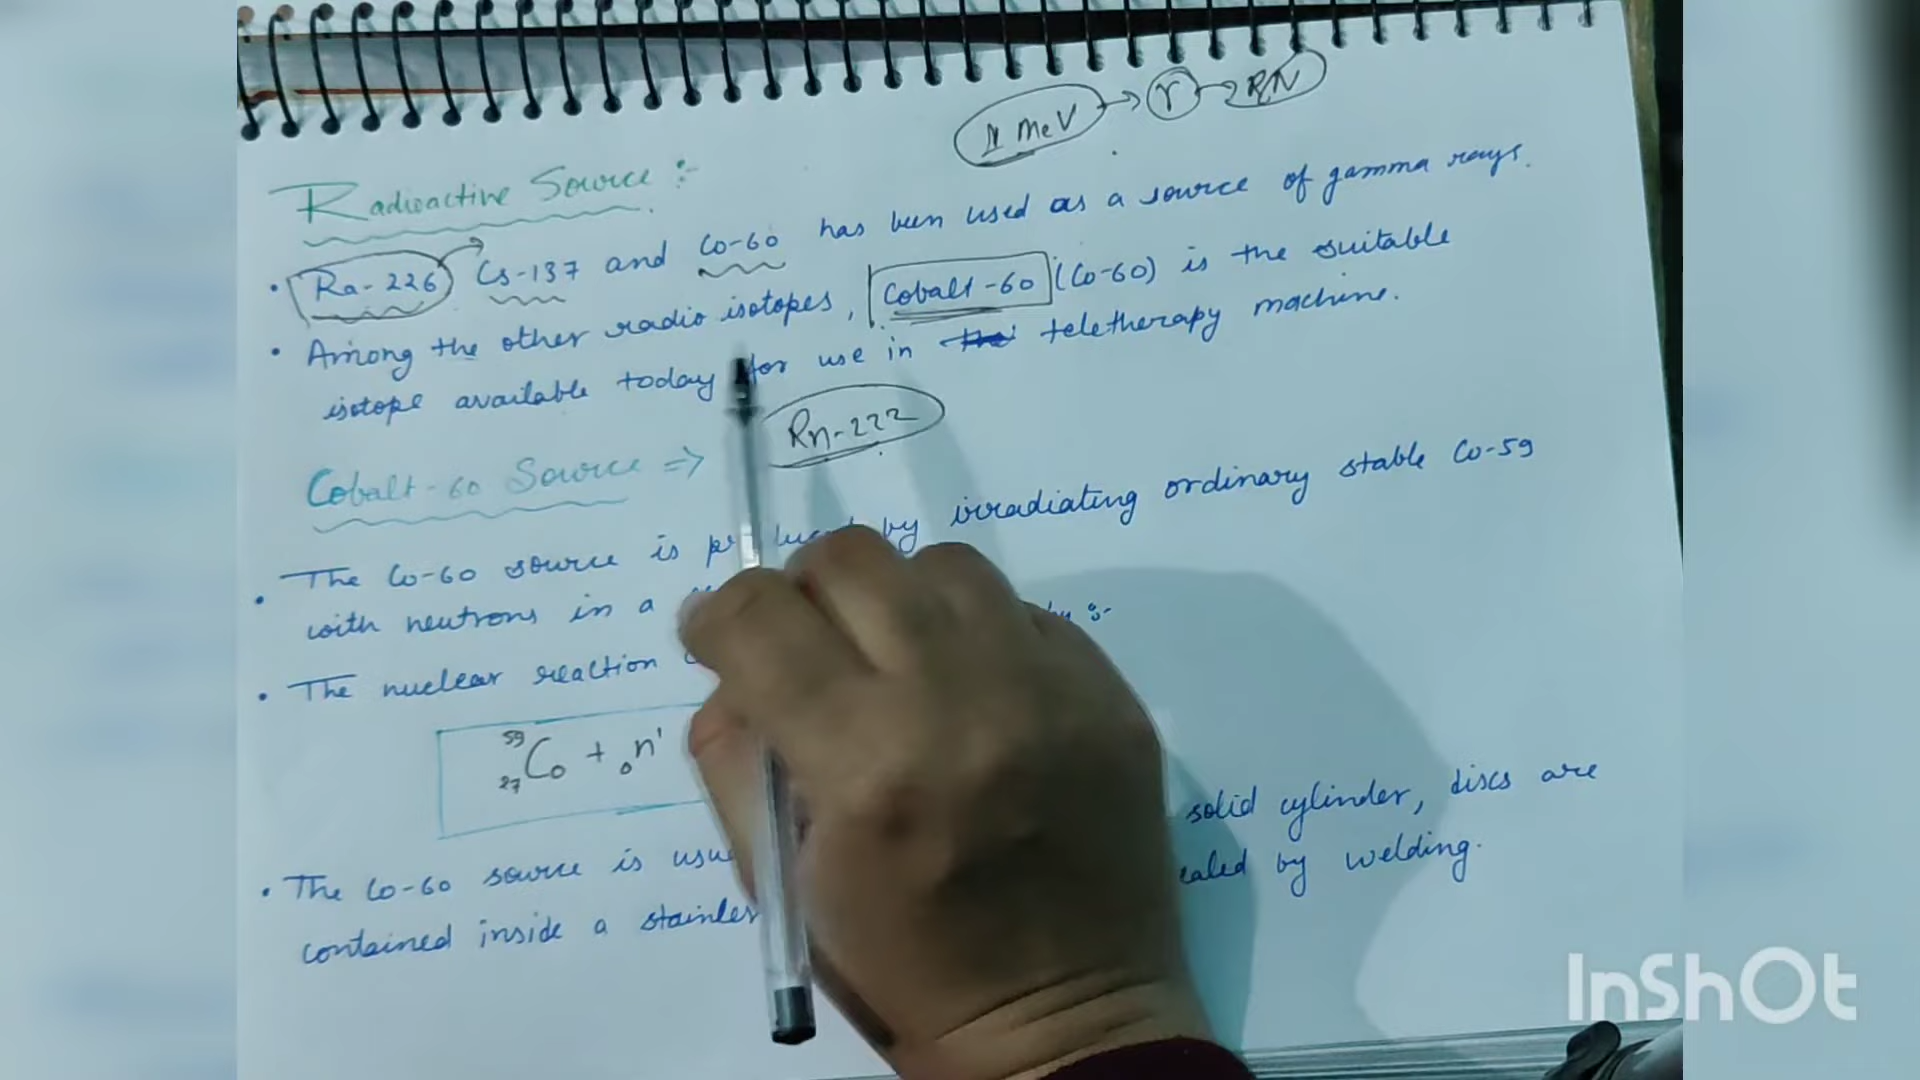 MeV → γ →
Radioactive Source :-
• Ra-226 Cs-137 and Co-60 has been used as a source of gamma rays.
• Among the other radio isotopes, Cobalt-60 (Co-60) is the suitable
isotope available today for use in teletherapy machine.
Rn-222
Cobalt-60 Source ⇒
• The Co-60 source is by irradiating ordinary stable Co-59
with neutrons in a
• The nuclear reaction by :-
⁵⁹₂₇Co + ₀n¹
• The Co-60 source is solid cylinder, discs are
contained inside a by welding.
InShOt